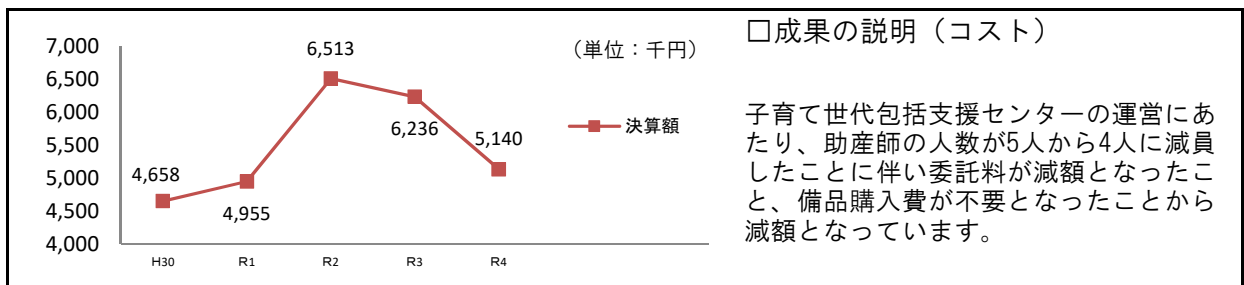 7,000
6,500
6,000
5,500
5,000
4,500
4,000
4,658
4,955
6,513
6,236
5,140
H30
R1
R2
R3
R4
（単位：千円）
決算額
□成果の説明（コスト）
子育て世代包括支援センターの運営にあ
たり、助産師の人数が5人から4人に減員
したことに伴い委託料が減額となったこ
と、備品購入費が不要となったことから
減額となっています。